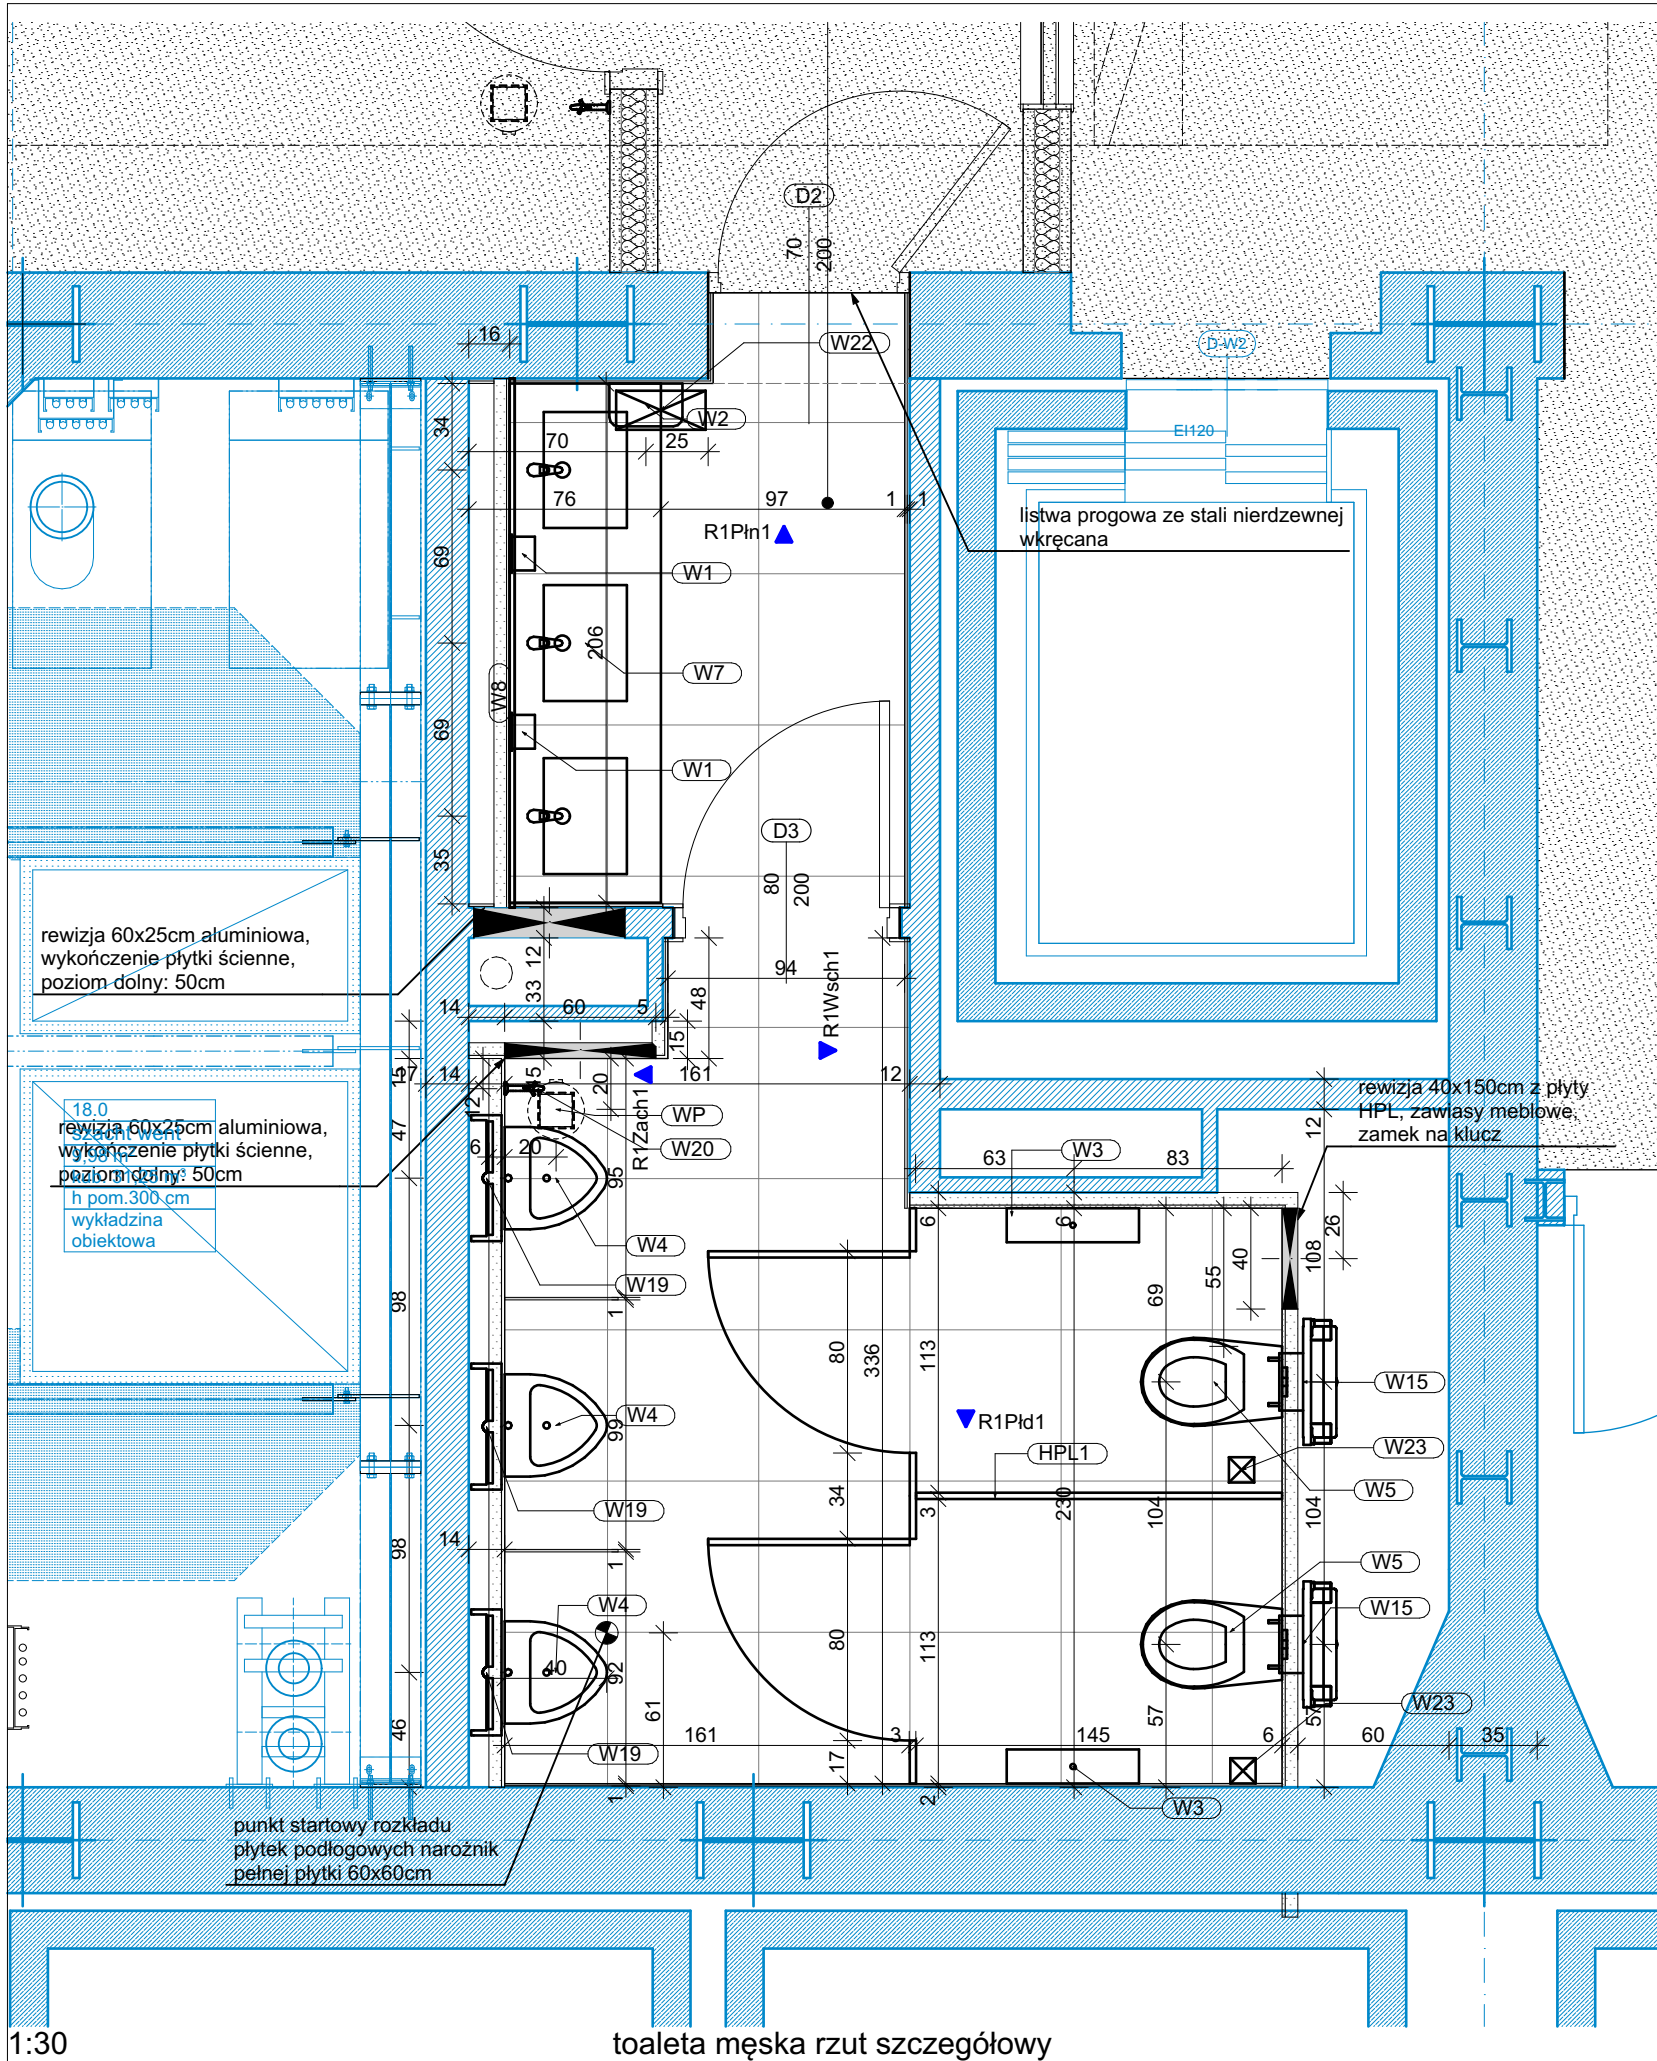 D2
70
200
16
W22
D-W2
34
W2
EI120
70
25
76
97
1
1
listwa progowa ze stali nierdzewnej
wkręcana
R1Płn1
69
W1
206
W7
W8
69
W1
D3
80
200
35
rewizja 60x25cm aluminiowa,
wykończenie płytki ścienne,
poziom dolny: 50cm
12
94
R1Wsch1
33
48
14
60
5
15
17
15
14
45
20
R1Zach1
161
12
12
WP
W20
rewizja 40x150cm z płyty
HPL, zawiasy meblowe,
zamek na klucz
12
18.0
szacht went
rewizja 60x25cm aluminiowa,
wykończenie płytki ścienne,
poziom dolny: 50cm
h pom.300 cm
wykładzina
obiektowa
47
6
20
95
63
W3
83
W4
6
6
26
108
40
55
69
W19
98
1
80
336
113
W15
W4
99
R1Płd1
HPL1
W23
W19
34
3
230
104
104
W5
14
98
1
W5
W15
W4
80
113
40
92
61
57
57
W23
46
161
3
145
6
60
35
W19
17
1
2
W3
punkt startowy rozkładu
płytek podłogowych narożnik
pełnej płytki 60x60cm
1:30
toaleta męska rzut szczegółowy